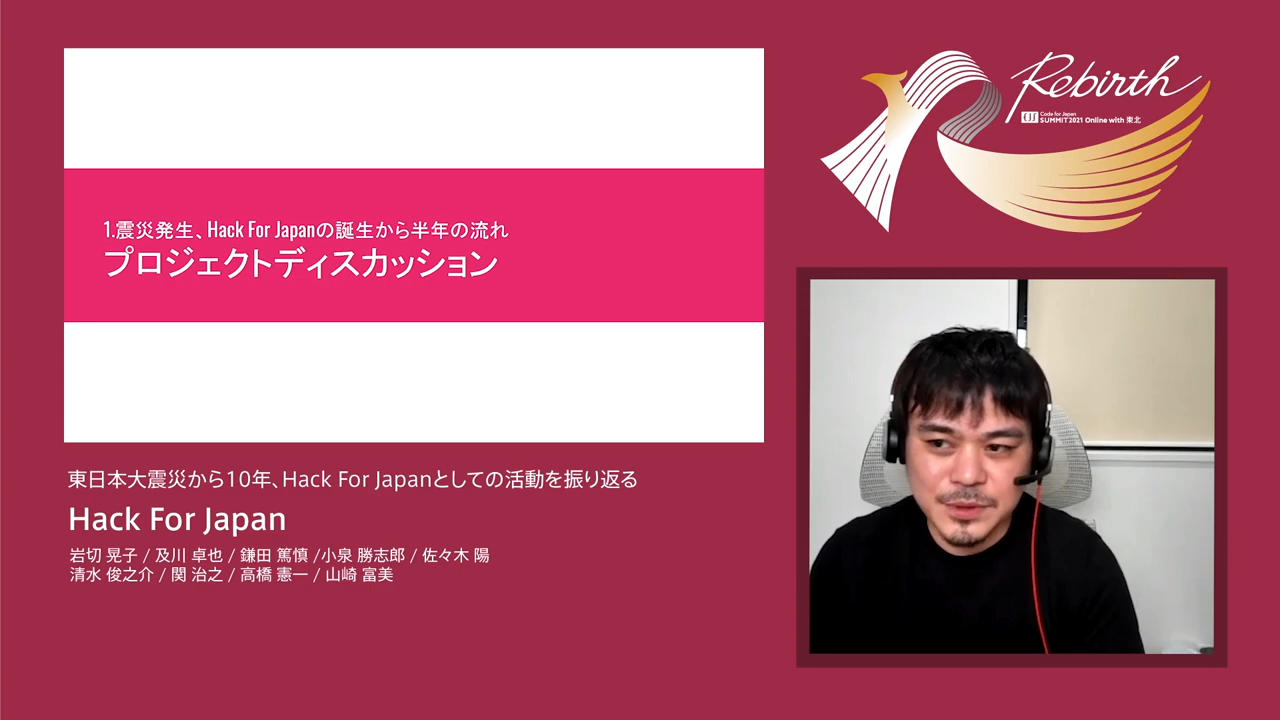 1.震災発生、Hack For Japanの誕生から半年の流れ
プロジェクトディスカッション
Rebirth
Code for Japan
SUMMIT2021 Online with 東北
東日本大震災から10年、Hack For Japanとしての活動を振り返る
Hack For Japan
岩切 晃子 / 及川 卓也 / 鎌田 篤慎 /小泉 勝志郎 / 佐々木 陽
清水 俊之介 / 関 治之 / 高橋 憲一 / 山崎 富美